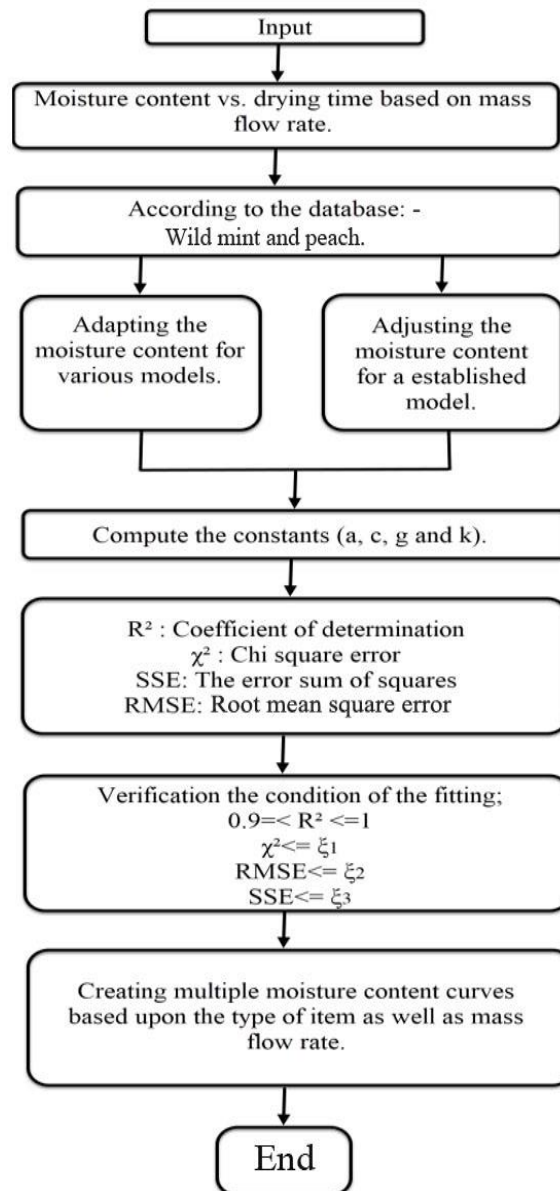 Input
Moisture content vs. drying time based on mass
flow rate.
According to the database: -
Wild mint and peach.
Adapting the
moisture content for
various models.
Adjusting the
moisture content
for a established
model.
Compute the constants (a, c, g and k).
R² : Coefficient of determination
χ² : Chi square error
SSE: The error sum of squares
RMSE: Root mean square error
Verification the condition of the fitting;
0.9=< R² <=1
χ²<= ξ1
RMSE<= ξ2
SSE<= ξ3
Creating multiple moisture content curves
based upon the type of item as well as mass
flow rate.
End